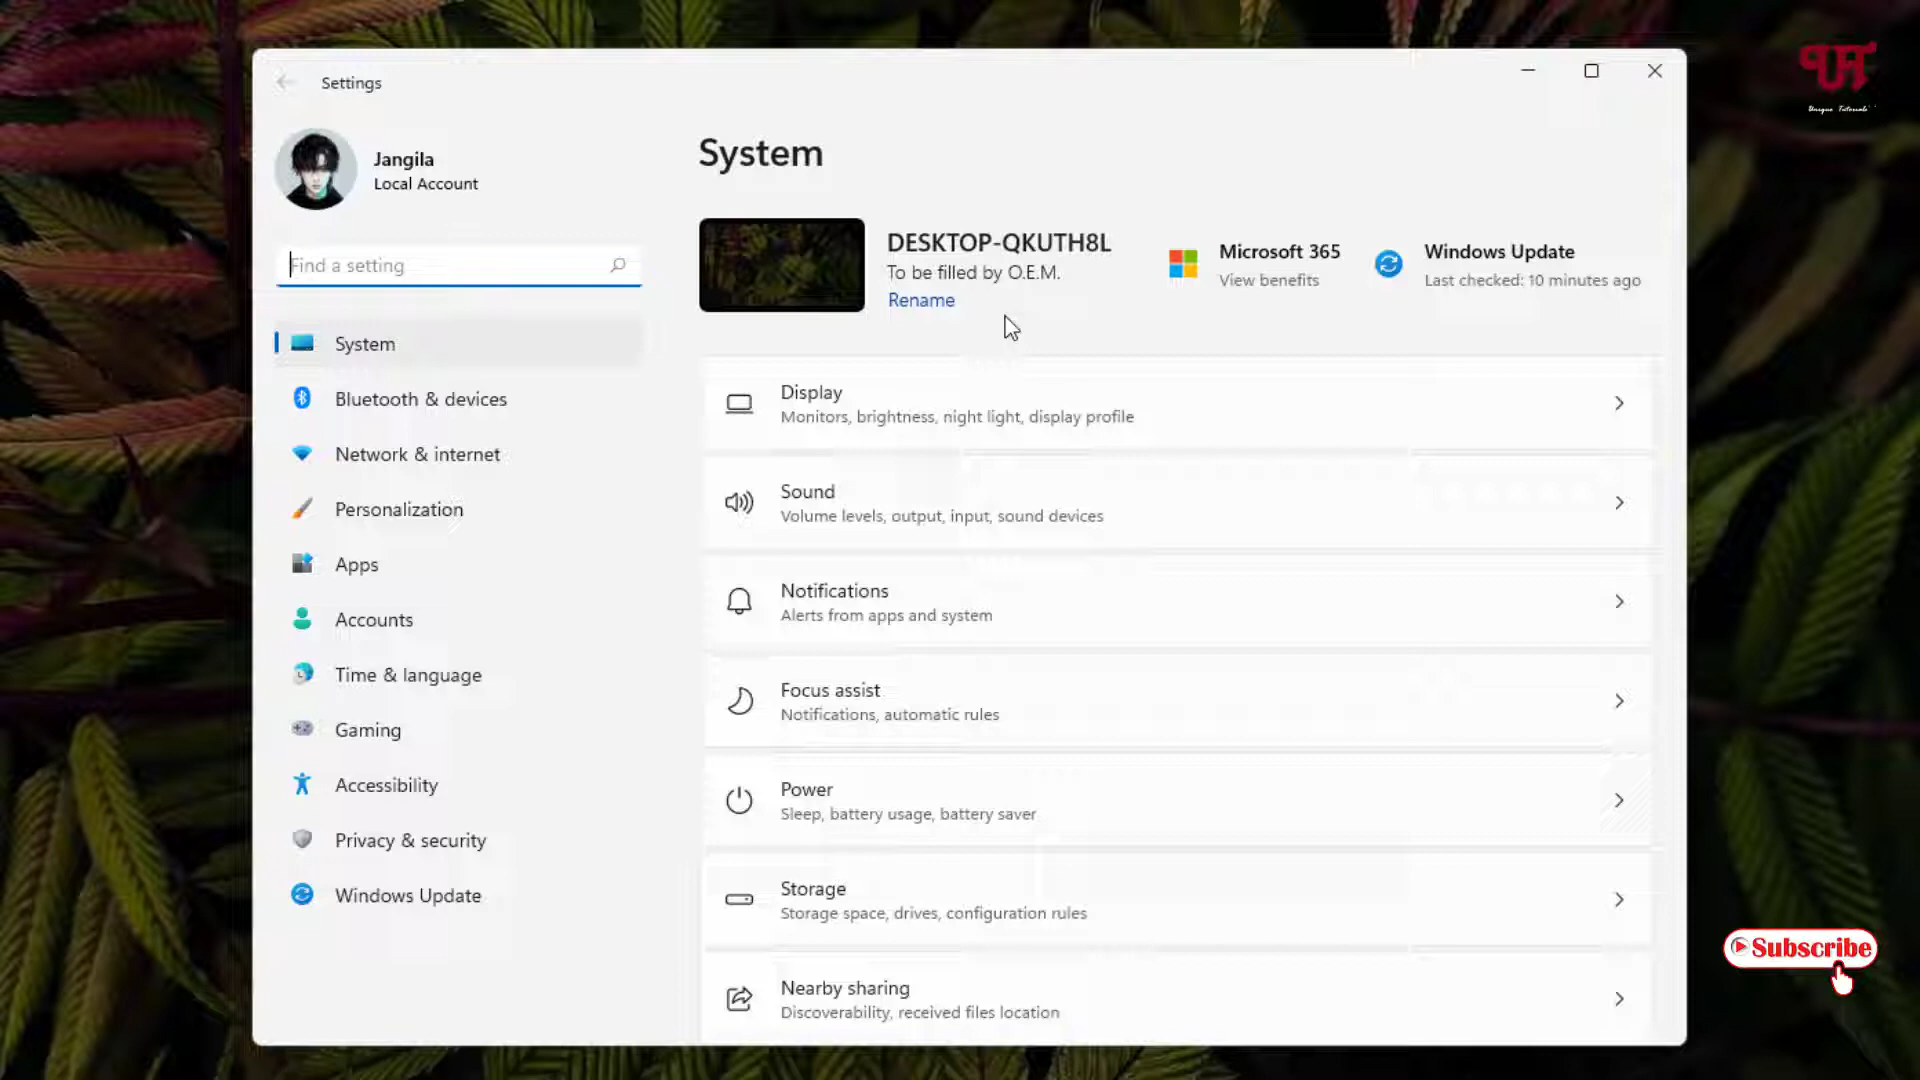 Settings
Jangila
Local Account
Find a setting
System
Bluetooth & devices
Network & internet
Personalization
Apps
Accounts
Time & language
Gaming
Accessibility
Privacy & security
Windows Update
System
DESKTOP-QKUTH8L
To be filled by O.E.M.
Rename
Microsoft 365
View benefits
Windows Update
Last checked: 10 minutes ago
Display
Monitors, brightness, night light, display profile
Sound
Volume levels, output, input, sound devices
Notifications
Alerts from apps and system
Focus assist
Notifications, automatic rules
Power
Sleep, battery usage, battery saver
Storage
Storage space, drives, configuration rules
Nearby sharing
Discoverability, received files location
UT
Unique Tutorials
Subscribe